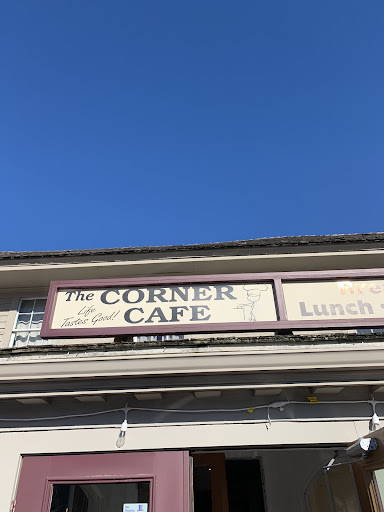 The CORNER CAFE
Life
Tastes Good!
Lunch